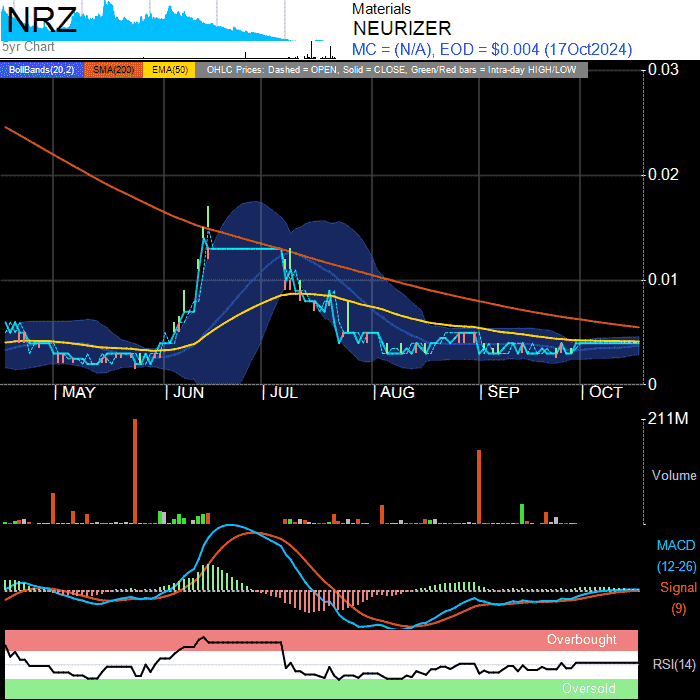 NRZ
5yr Chart
Materials
NEURIZER
MC = (N/A), EOD = $0.004 (17Oct2024)
BollBands(20,2) SMA(200) EMA(50) OHLC Prices: Dashed = OPEN, Solid = CLOSE, Green/Red bars = Intra-day HIGH/LOW
0.03
0.02
0.01
0
MAY JUN JUL AUG SEP OCT
211M
Volume
MACD
(12-26)
Signal
(9)
Overbought
RSI(14)
Oversold